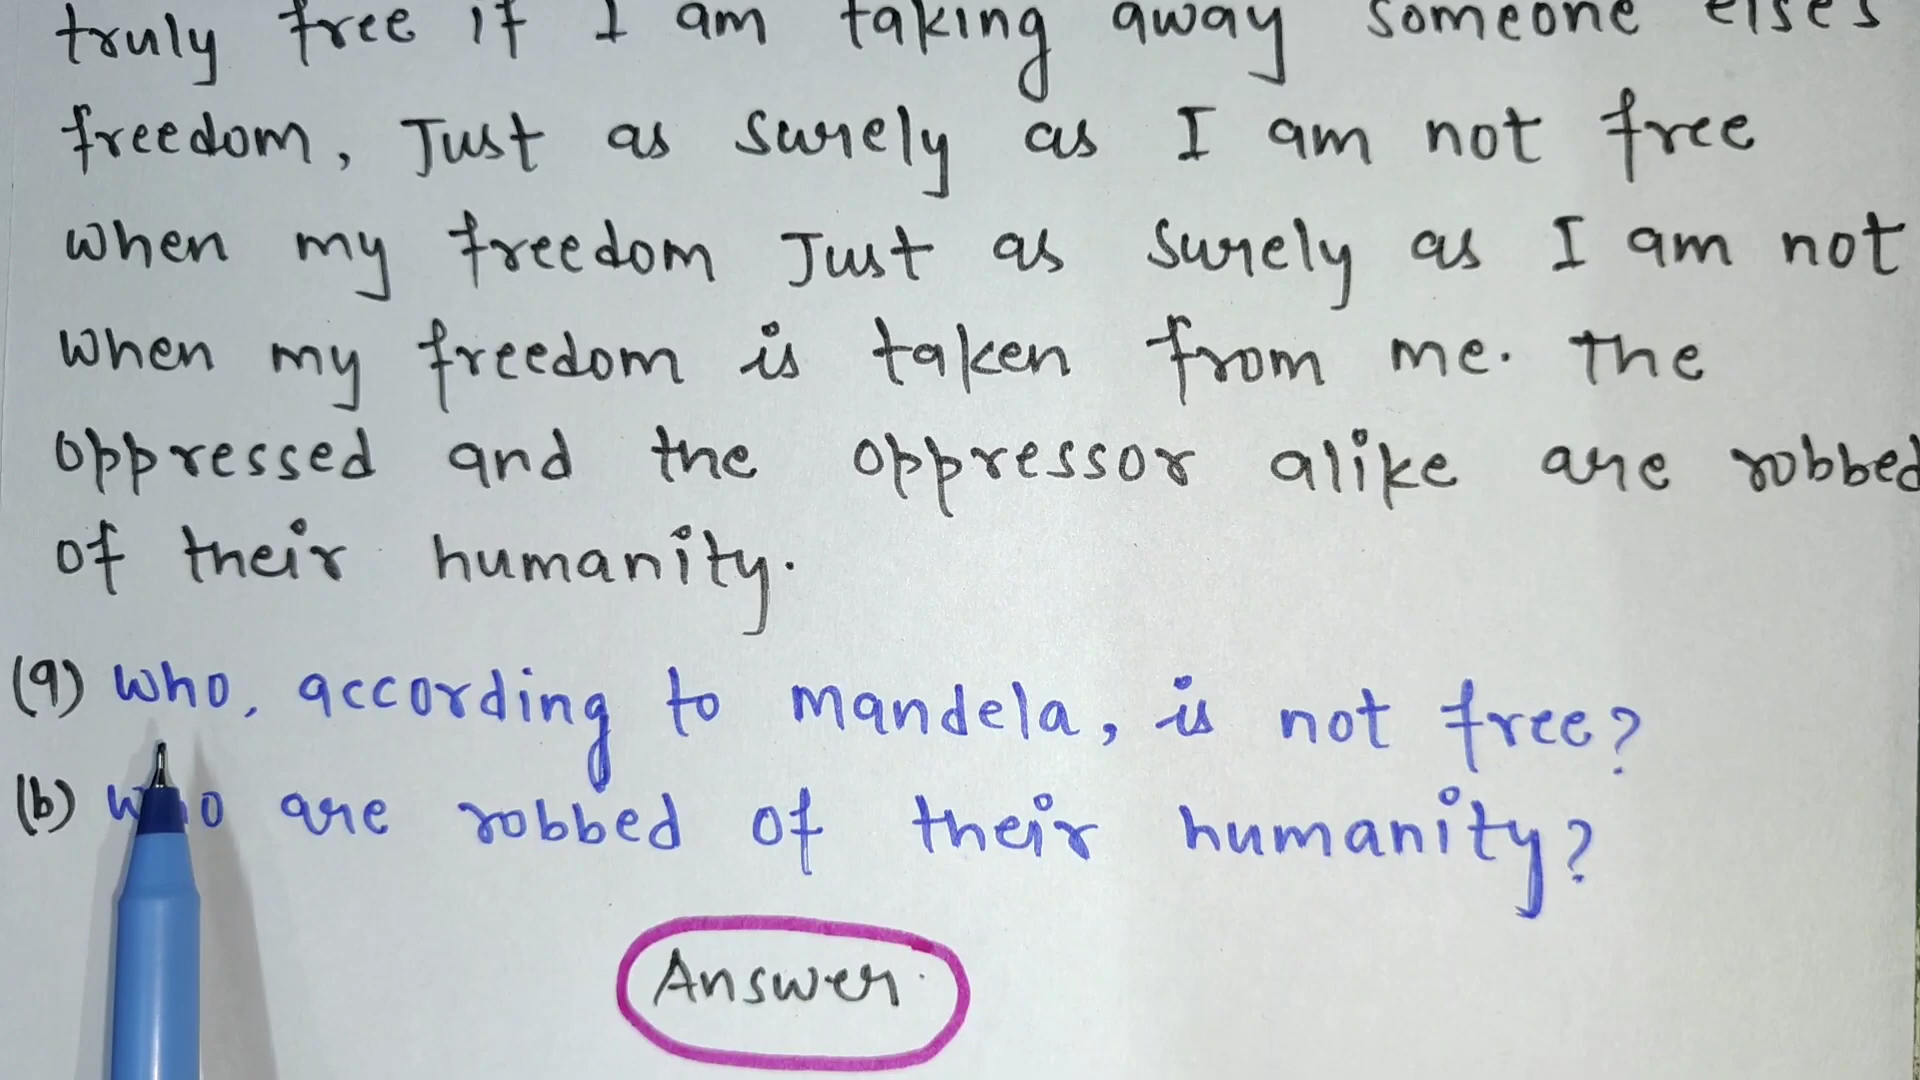 truly free if I am taking away someone elses
freedom, Just as surely as I am not free
when my freedom Just as surely as I am not
when my freedom is taken from me. The
oppressed and the oppressor alike are robbed
of their humanity.
(a) who, according to mandela, is not free?
(b) who are robbed of their humanity?
Answer.